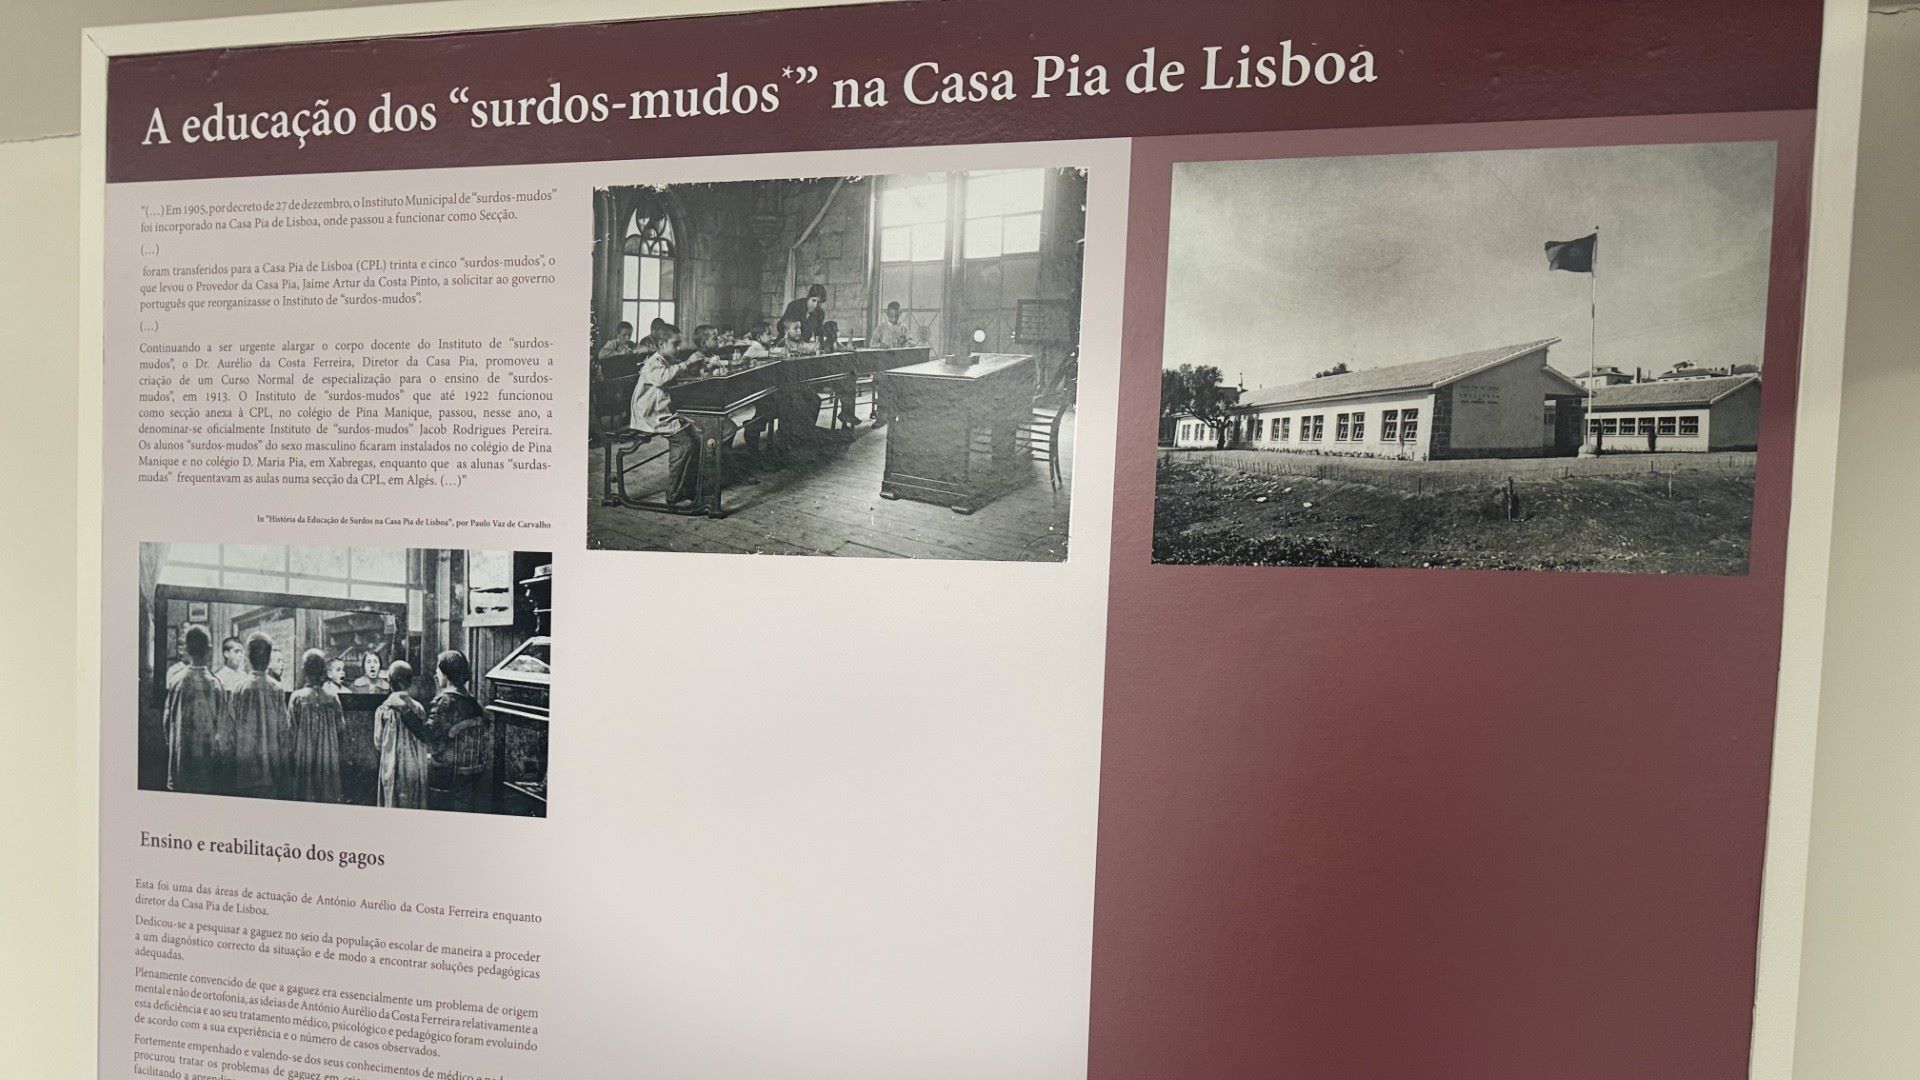 A educação dos “surdos-mudos*” na Casa Pia de Lisboa
“(…) Em 1905, por decreto de 27 de dezembro, o Instituto Municipal de “surdos-mudos”
foi incorporado na Casa Pia de Lisboa, onde passou a funcionar como Secção.
(…)
foram transferidos para a Casa Pia de Lisboa (CPL) trinta e cinco “surdos-mudos”, o
que levou o Provedor da Casa Pia, Jaime Artur da Costa Pinto, a solicitar ao governo
português que reorganizasse o Instituto de “surdos-mudos”.
(…)
Continuando a ser urgente alargar o corpo docente do Instituto de “surdos-
mudos”, o Dr. Aurélio da Costa Ferreira, Diretor da Casa Pia, promoveu a
criação de um Curso Normal de especialização para o ensino de “surdos-
mudos”, em 1913. O Instituto de “surdos-mudos” que até 1922 funcionou
como secção anexa à CPL, no colégio de Pina Manique, passou, nesse ano, a
denominar-se oficialmente Instituto de “surdos-mudos” Jacob Rodrigues Pereira.
Os alunos “surdos-mudos” do sexo masculino ficaram instalados no colégio de Pina
Manique e no colégio D. Maria Pia, em Xabregas, enquanto que as alunas “surdas-
mudas” frequentavam as aulas numa secção da CPL, em Algés. (…)”
In “História da Educação de Surdos na Casa Pia de Lisboa”, por Paulo Vaz de Carvalho
Ensino e reabilitação dos gagos
Esta foi uma das áreas de actuação de António Aurélio da Costa Ferreira enquanto
diretor da Casa Pia de Lisboa.
Dedicou-se a pesquisar a gaguez no seio da população escolar de maneira a proceder
a um diagnóstico correcto da situação e de modo a encontrar soluções pedagógicas
adequadas.
Plenamente convencido de que a gaguez era essencialmente um problema de origem
mental e não de ortofonia, as ideias de António Aurélio da Costa Ferreira relativamente a
esta deficiência e ao seu tratamento médico, psicológico e pedagógico foram evoluindo
de acordo com a sua experiência e o número de casos observados.
Fortemente empenhado e valendo-se dos seus conhecimentos de médico e
procurou tratar os problemas de gaguez em
facilitando a